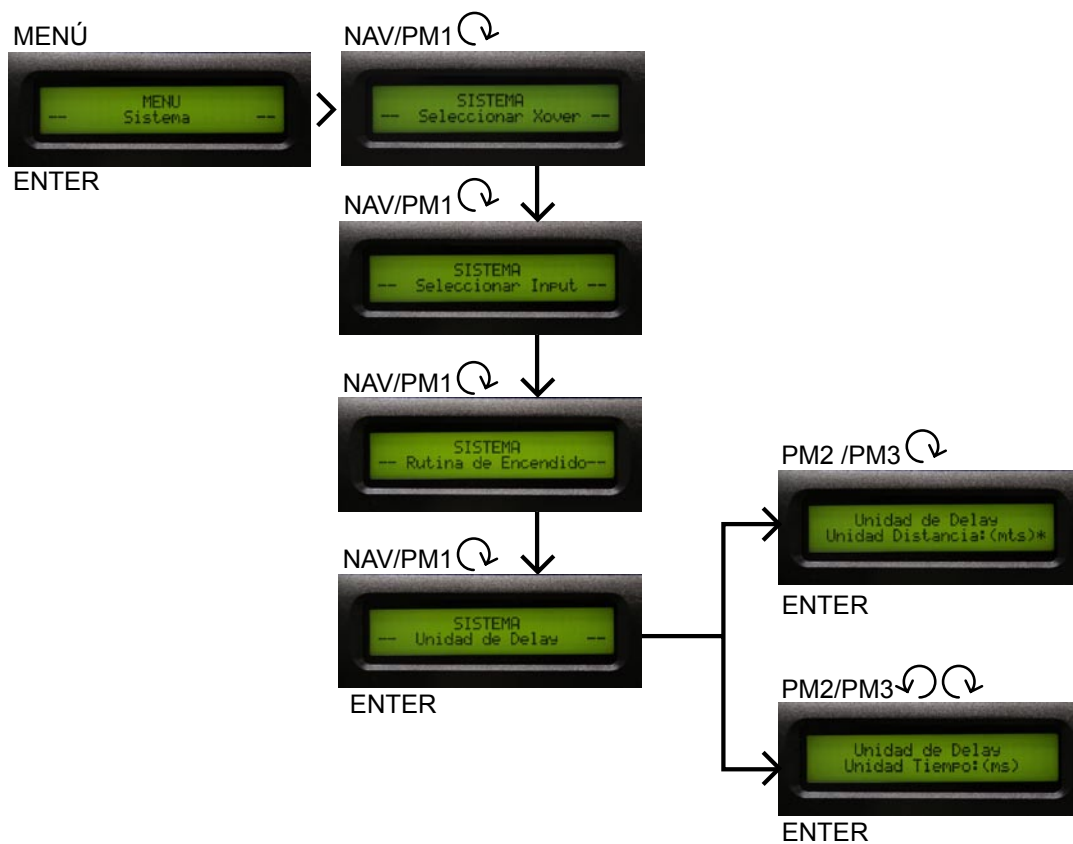 MENÚ
MENU
-- Sistema --
ENTER
NAV/PM1
SISTEMA
-- Seleccionar Xover --
NAV/PM1
SISTEMA
-- Seleccionar Input --
NAV/PM1
SISTEMA
-- Rutina de Encendido--
NAV/PM1
SISTEMA
-- Unidad de Delay --
ENTER
PM2 /PM3
Unidad de Delay
Unidad Distancia:(mts)*
ENTER
PM2/PM3
Unidad de Delay
Unidad Tiempo:(ms)
ENTER